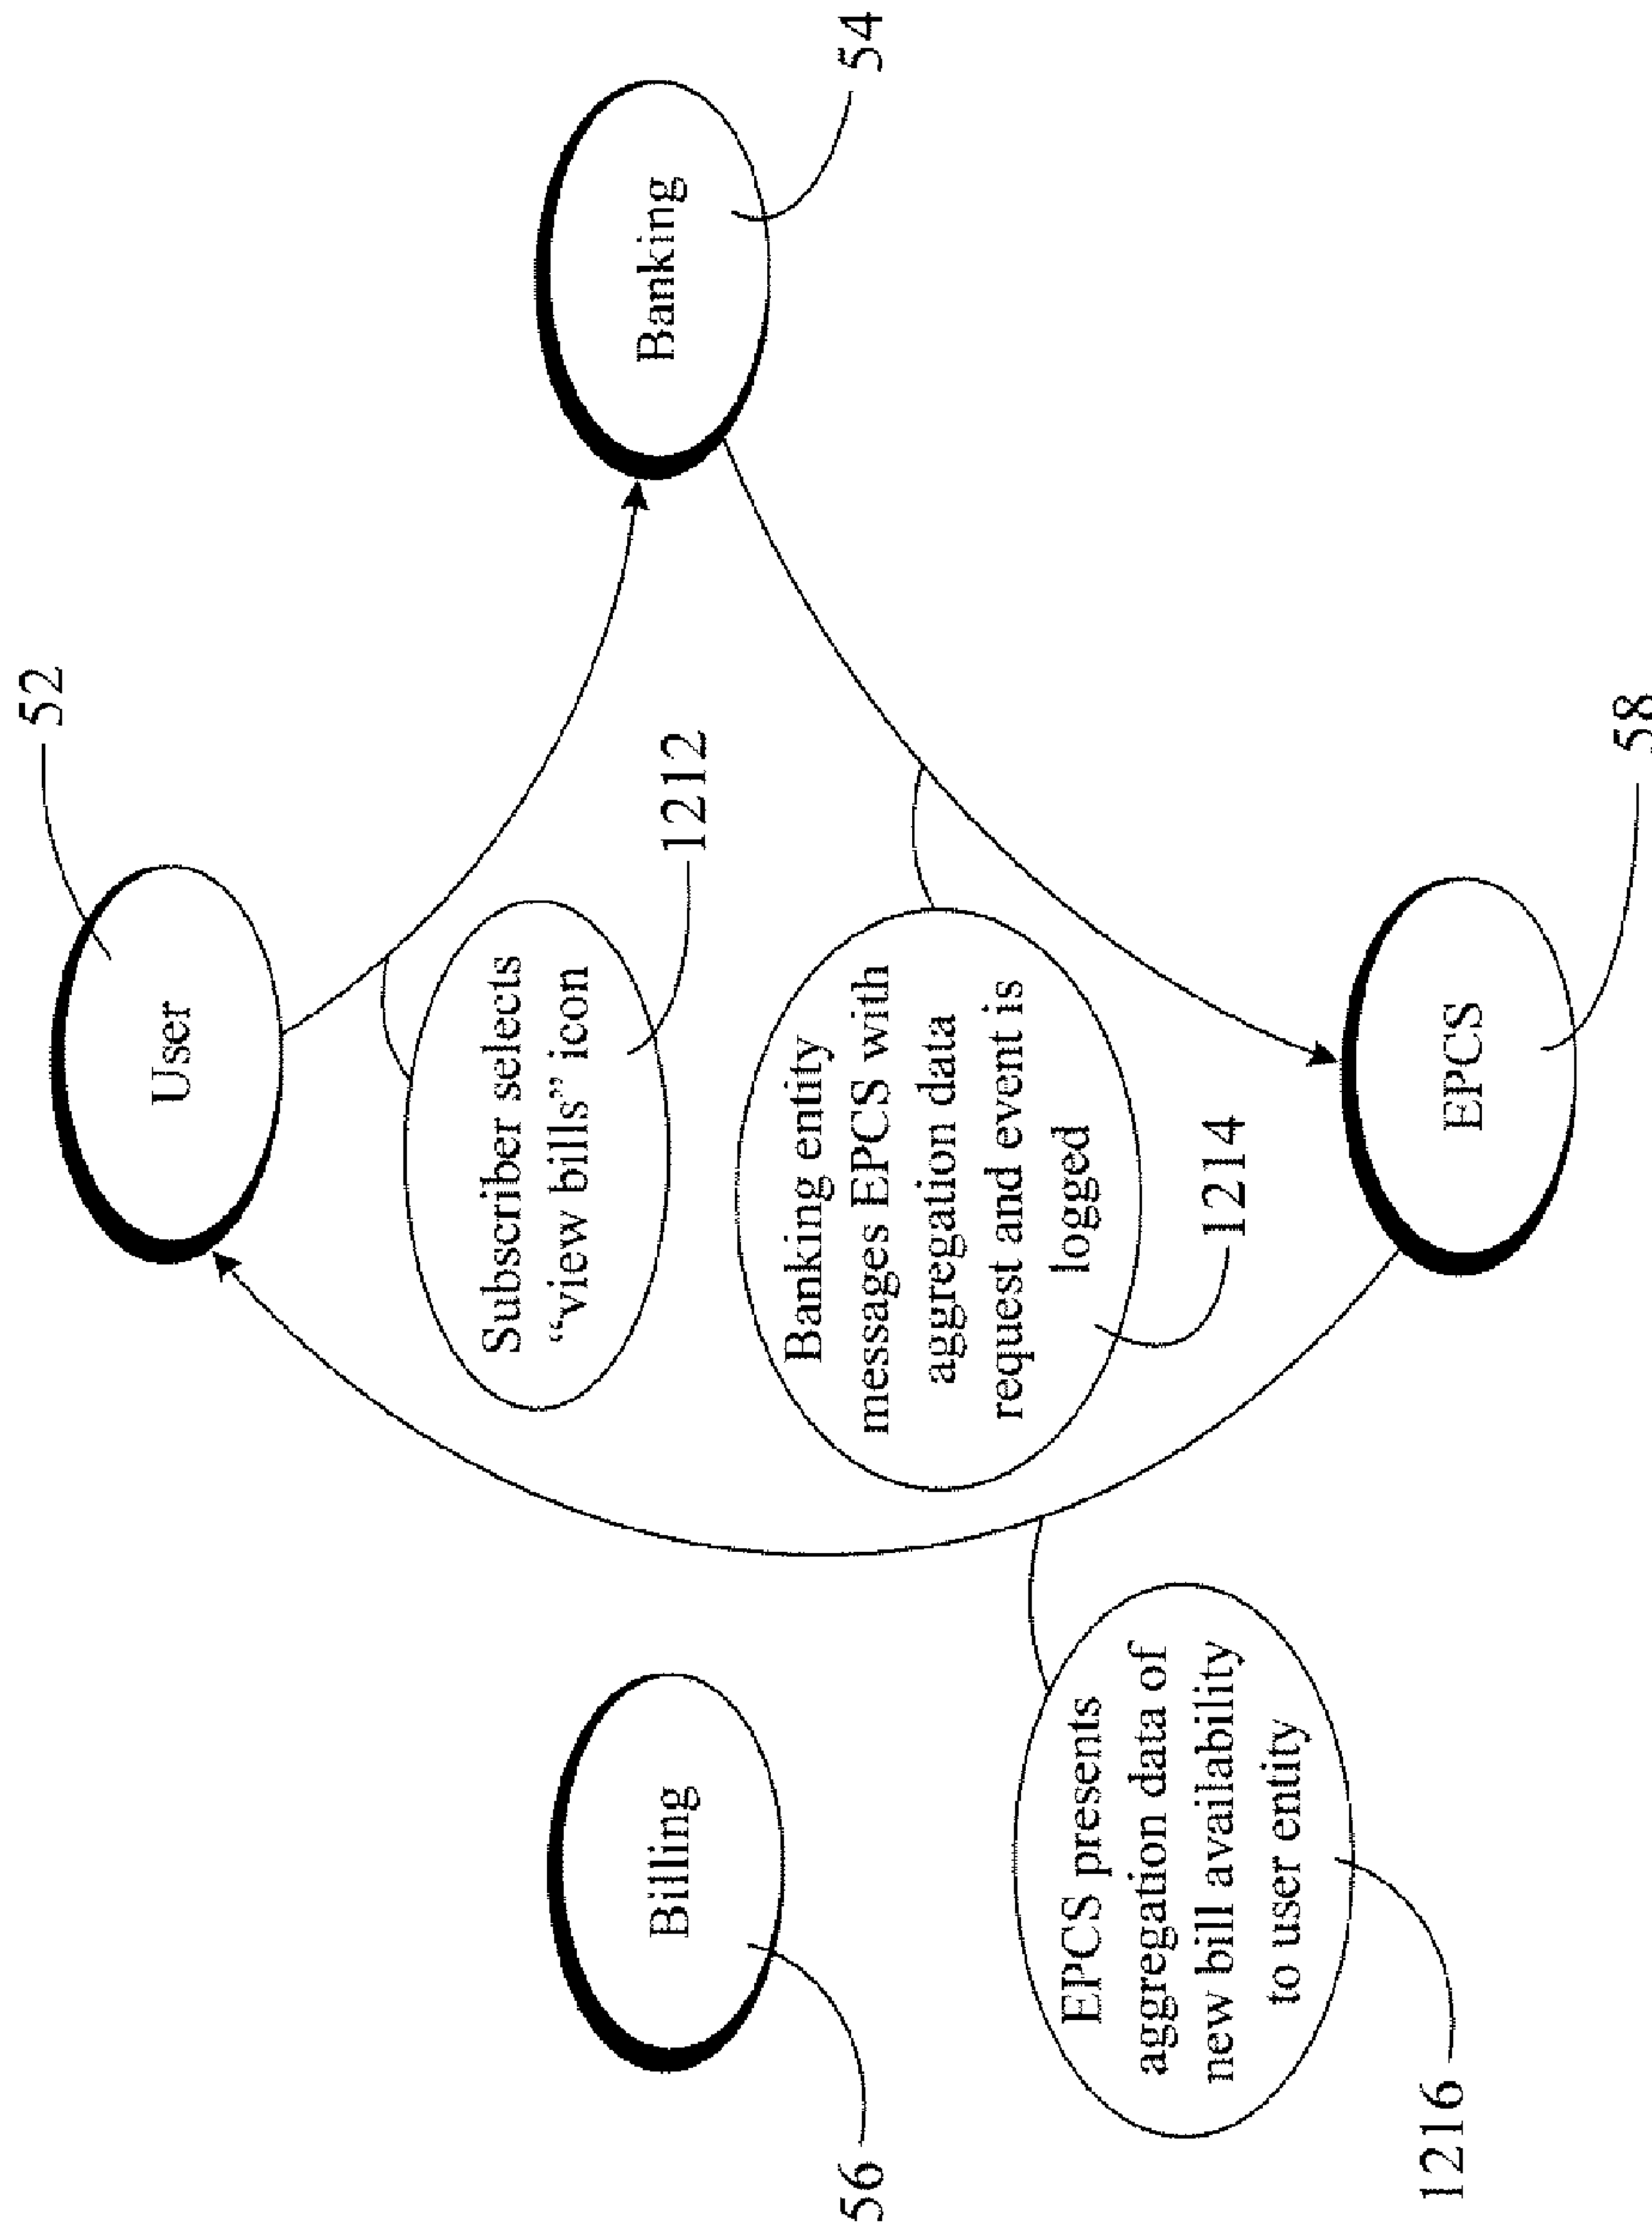 52
User
Subscriber selects
“view bills” icon
1212
Billing
56
Banking
54
Banking entity
messages EPCS with
aggregation data
request and event is
logged
1214
EPCS presents
aggregation data of
new bill availability
to user entity
1216
EPCS
58